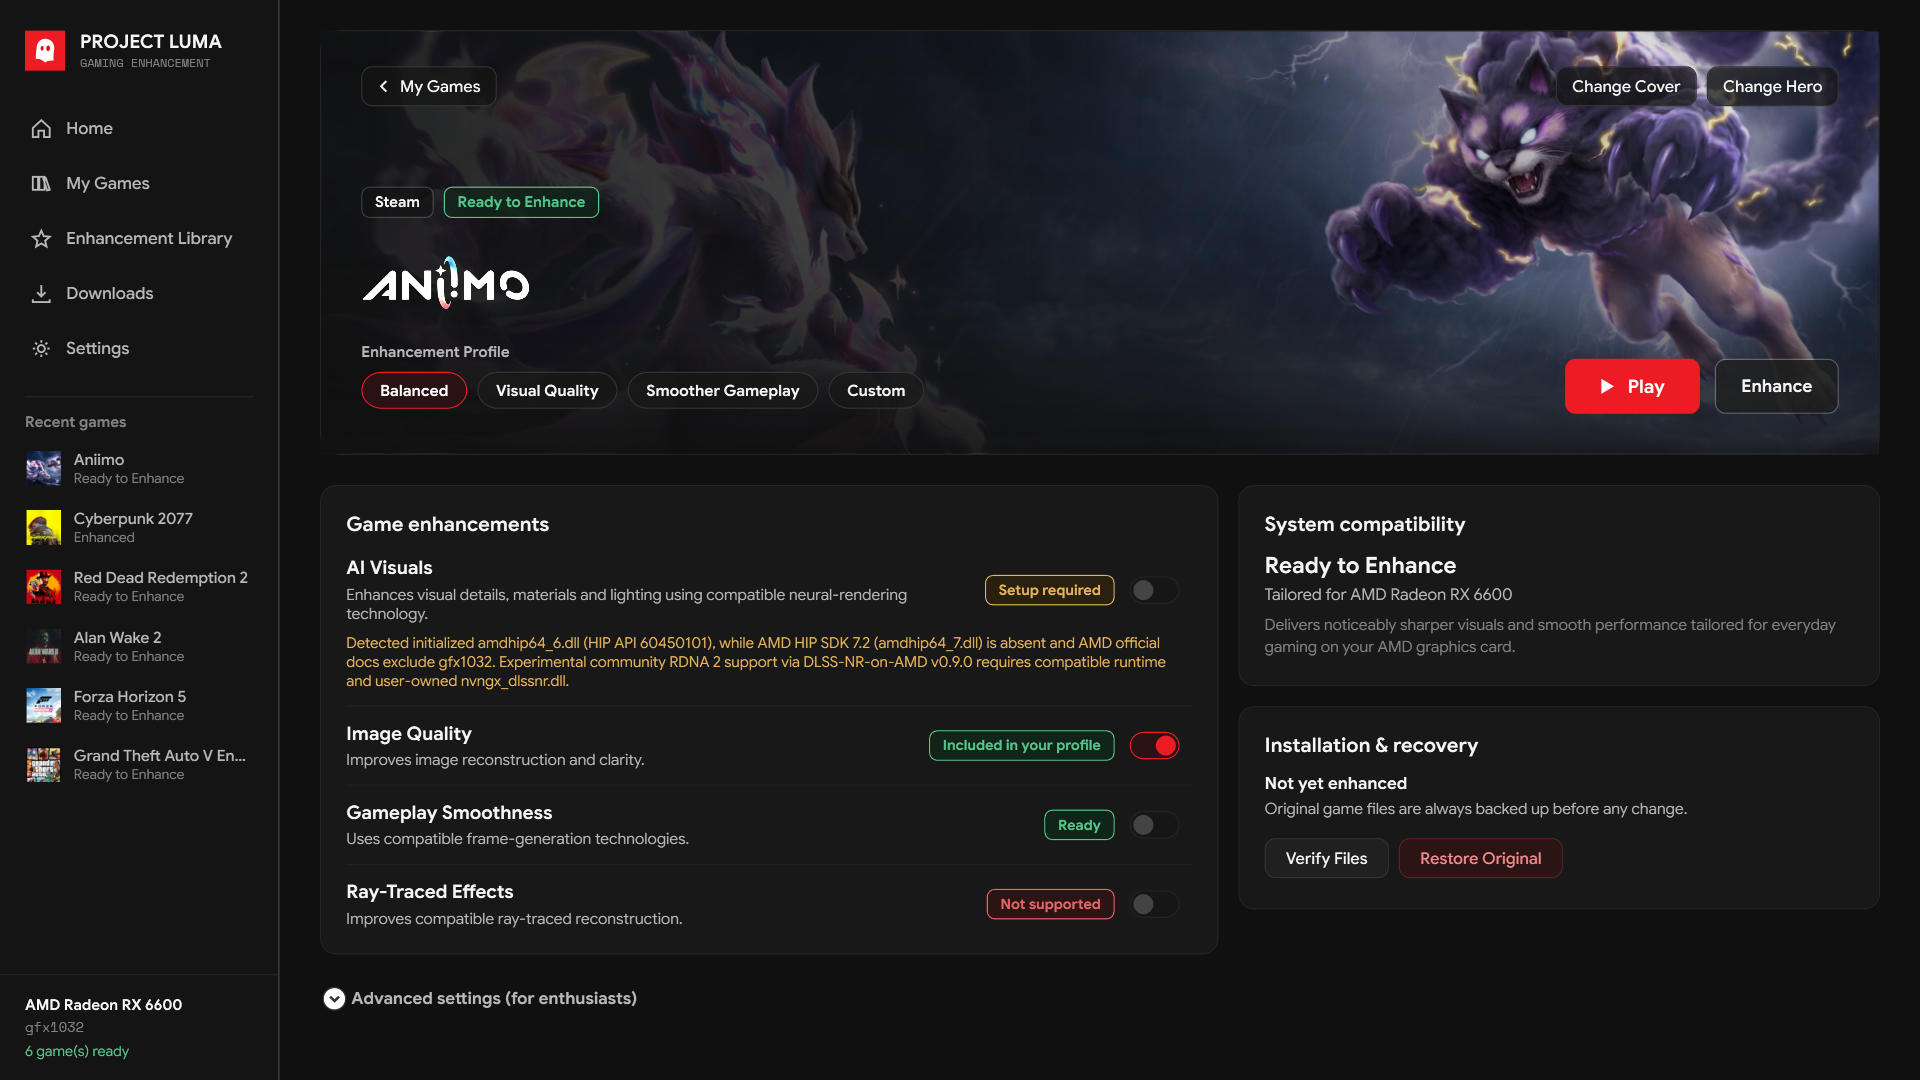 PROJECT LUMA
GAMING ENHANCEMENT
Home
My Games
Enhancement Library
Downloads
Settings
Recent games
Aniimo
Ready to Enhance
Cyberpunk 2077
Enhanced
Red Dead Redemption 2
Ready to Enhance
Alan Wake 2
Ready to Enhance
Forza Horizon 5
Ready to Enhance
Grand Theft Auto V En...
Ready to Enhance
AMD Radeon RX 6600
gfx1032
6 game(s) ready
My Games
Change Cover
Change Hero
Steam
Ready to Enhance
ANIIMO
Enhancement Profile
Balanced
Visual Quality
Smoother Gameplay
Custom
Play
Enhance
Game enhancements
AI Visuals
Enhances visual details, materials and lighting using compatible neural-rendering
technology.
Setup required
Detected initialized amdhip64_6.dll (HIP API 60450101), while AMD HIP SDK 7.2 (amdhip64_7.dll) is absent and AMD official
docs exclude gfx1032. Experimental community RDNA 2 support via DLSS-NR-on-AMD v0.9.0 requires compatible runtime
and user-owned nvngx_dlssnr.dll.
Image Quality
Improves image reconstruction and clarity.
Included in your profile
Gameplay Smoothness
Uses compatible frame-generation technologies.
Ready
Ray-Traced Effects
Improves compatible ray-traced reconstruction.
Not supported
Advanced settings (for enthusiasts)
System compatibility
Ready to Enhance
Tailored for AMD Radeon RX 6600
Delivers noticeably sharper visuals and smooth performance tailored for everyday
gaming on your AMD graphics card.
Installation & recovery
Not yet enhanced
Original game files are always backed up before any change.
Verify Files
Restore Original